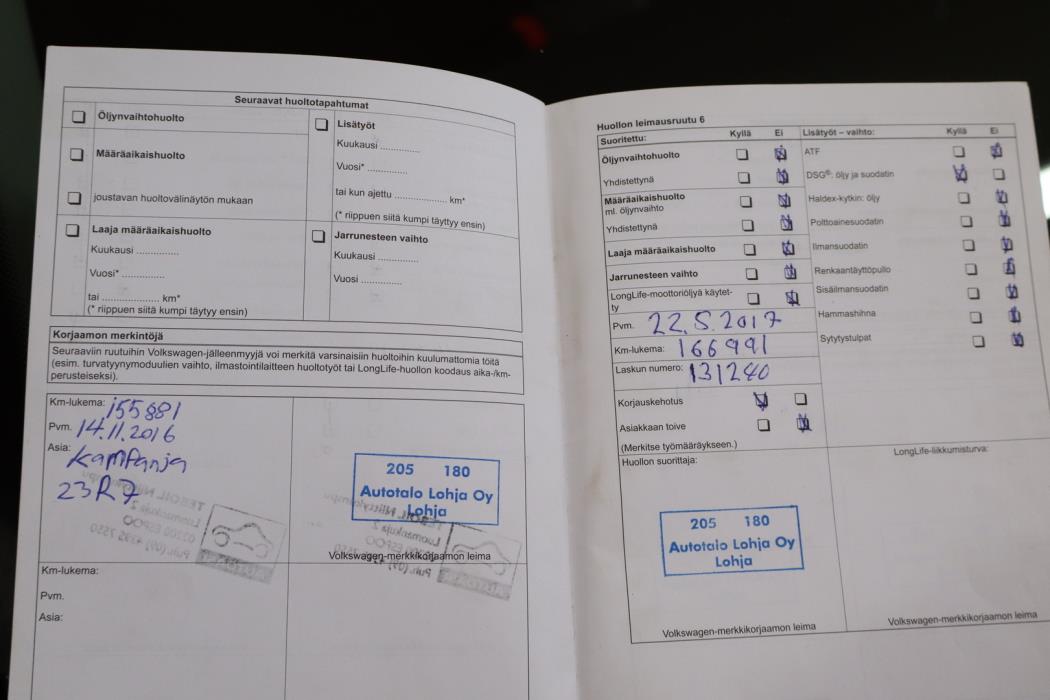 Seuraavat huoltotapahtumat
Öljynvaihtohuolto
Määräaikaishuolto
joustavan huoltovälinäytön mukaan
Lisätyöt
Kuukausi ............
Vuosi* ............
tai kun ajettu .................... km*
(* riippuen siitä kumpi täyttyy ensin)
Laaja määräaikaishuolto
Kuukausi ............
Vuosi* ............
tai .................... km*
(* riippuen siitä kumpi täytyy ensin)
Jarrunesteen vaihto
Kuukausi ............
Vuosi ............
Korjaamon merkintöjä
Seuraaviin ruutuihin Volkswagen-jälleenmyyjä voi merkitä varsinaisiin huoltoihin kuulumattomia töitä
(esim. turvatyynymoduulien vaihto, ilmastointilaitteen huoltotyöt tai LongLife-huollon koodaus aika-/km-
perusteiseksi).
Km-lukema: 155881
Pvm. 14.11.2016
Asia: Kampanja
23R7
205 180
Autotalo Lohja Oy
Lohja
Volkswagen-merkkikorjaamon leima
Km-lukema:
Pvm.
Asia:
Huollon leimausruutu 6
Suoritettu: Kyllä Ei
Öljynvaihtohuolto
Yhdistettynä
Määräaikaishuolto
ml. öljynvaihto
Yhdistettynä
Laaja määräaikaishuolto
Jarrunesteen vaihto
LongLife-moottoriöljyä käytet-
ty
Pvm. 22.5.2017
Km-lukema: 166991
Laskun numero: 131240
Korjauskehotus
Asiakkaan toive
(Merkitse työmääräykseen.)
Lisätyöt – vaihto: Kyllä Ei
ATF
DSG®: öljy ja suodatin
Haldex-kytkin: öljy
Polttoainesuodatin
Ilmansuodatin
Renkaantäyttöpullo
Sisäilmansuodatin
Hammashihna
Sytytystulpat
Huollon suorittaja:
205 180
Autotalo Lohja Oy
Lohja
Volkswagen-merkkikorjaamon leima
LongLife-liikkumisturva:
Volkswagen-merkkikorjaamon leima